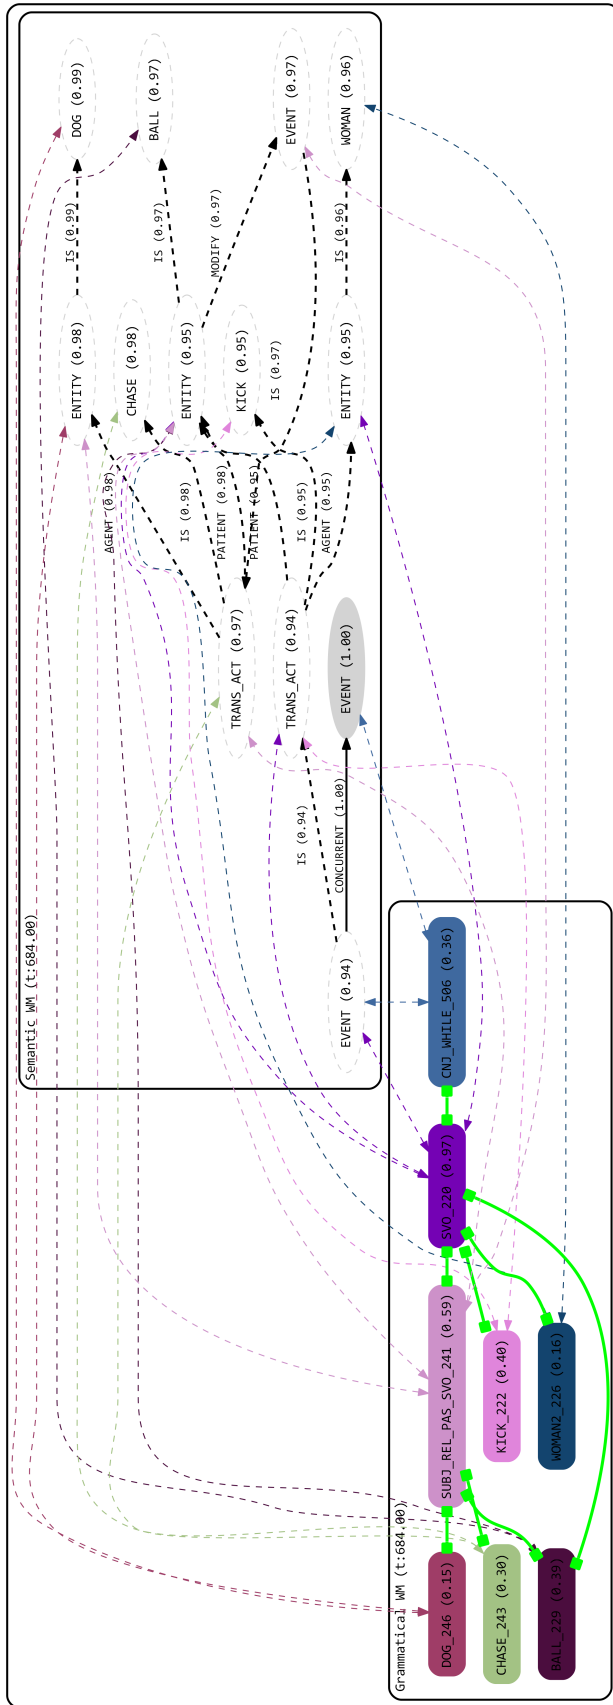 Semantic WM (t:684.00)
DOG (0.99)
BALL (0.97)
EVENT (0.97)
WOMAN (0.96)
IS (0.99)
IS (0.97)
MODIFY (0.97)
IS (0.96)
ENTITY (0.98)
CHASE (0.98)
ENTITY (0.95)
KICK (0.95)
IS (0.97)
ENTITY (0.95)
AGENT (0.98)
IS (0.98)
PATIENT (0.98)
PATIENT (0.95)
IS (0.95)
AGENT (0.95)
TRANS_ACT (0.97)
TRANS_ACT (0.94)
EVENT (1.00)
IS (0.94)
CONCURRENT (1.00)
EVENT (0.94)
Grammatical WM (t:684.00)
CNJ_WHILE_506 (0.36)
SVO_220 (0.97)
SUBJ_REL_PAS_SVO_241 (0.59)
KICK_222 (0.40)
WOMAN2_226 (0.16)
DOG_246 (0.15)
CHASE_243 (0.30)
BALL_229 (0.39)